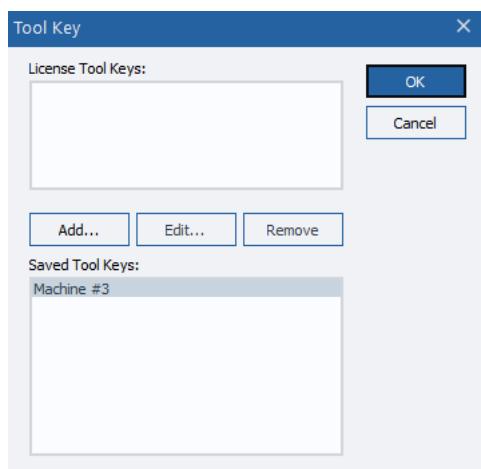 Tool Key
License Tool Keys:
OK
Cancel
Add...
Edit...
Remove
Saved Tool Keys:
Machine #3